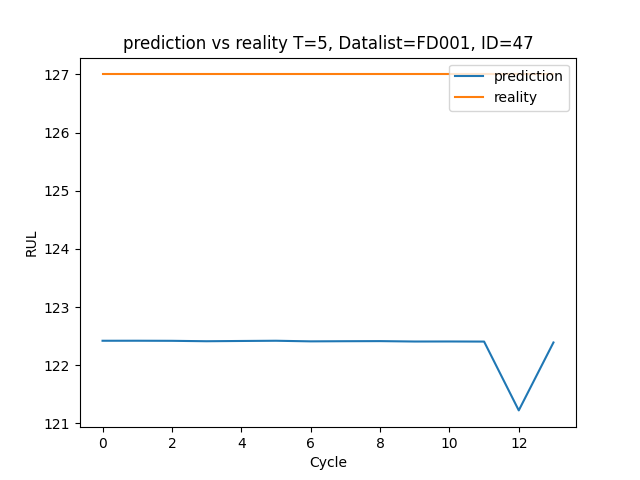 prediction vs reality T=5, Datalist=FD001, ID=47
127
126
125
124
123
122
121
RUL
0 2 4 6 8 10 12
Cycle
prediction
reality